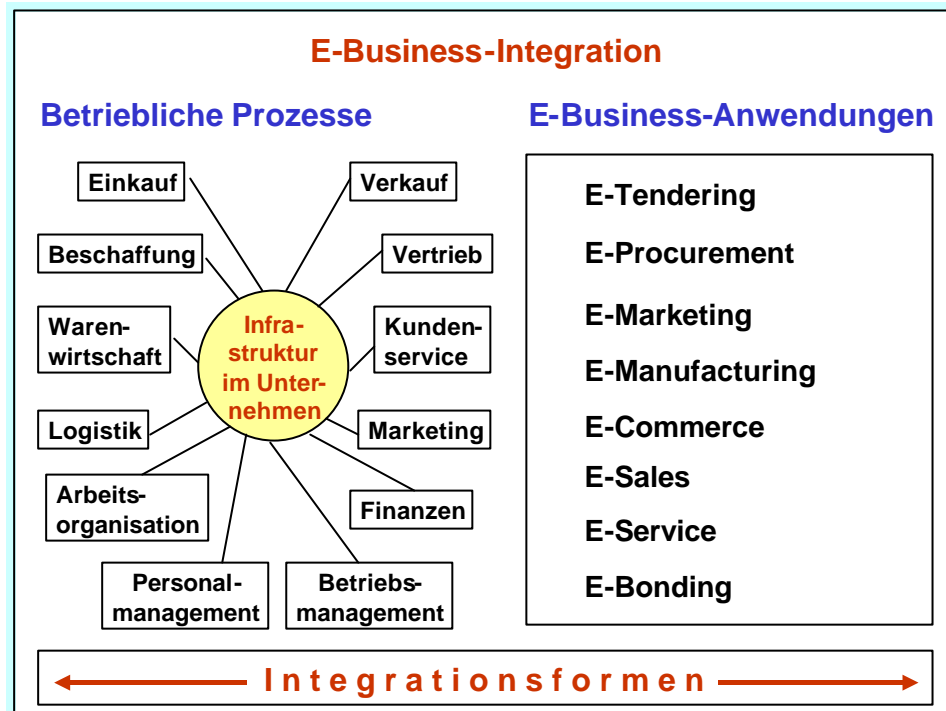 E-Business-Integration
Betriebliche Prozesse
E-Business-Anwendungen
Einkauf
Verkauf
Beschaffung
Vertrieb
Waren-
wirtschaft
Infra-
struktur
im Unter-
nehmen
Kunden-
service
Logistik
Marketing
Arbeits-
organisation
Finanzen
Personal-
management
Betriebs-
management
E-Tendering
E-Procurement
E-Marketing
E-Manufacturing
E-Commerce
E-Sales
E-Service
E-Bonding
Integrationsformen